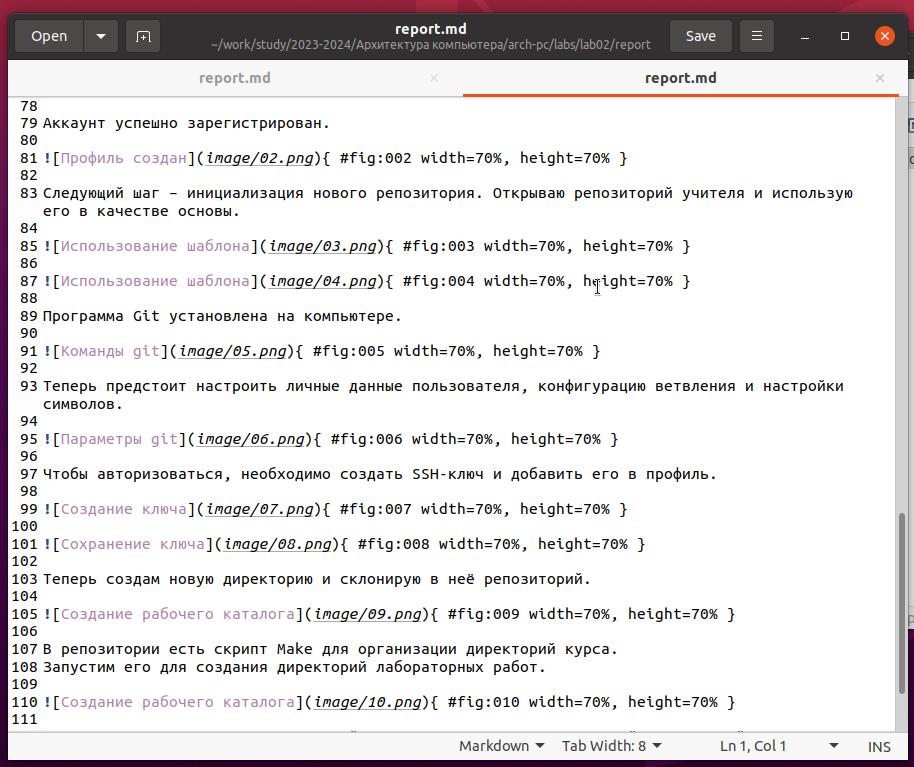 Open
report.md
~/work/study/2023-2024/Архитектура компьютера/arch-pc/labs/lab02/report
Save
report.md
report.md
78
79 Аккаунт успешно зарегистрирован.
80
81 ![Профиль создан](image/02.png){ #fig:002 width=70%, height=70% }
82
83 Следующий шаг – инициализация нового репозитория. Открываю репозиторий учителя и использую
его в качестве основы.
84
85 ![Использование шаблона](image/03.png){ #fig:003 width=70%, height=70% }
86
87 ![Использование шаблона](image/04.png){ #fig:004 width=70%, height=70% }
88
89 Программа Git установлена на компьютере.
90
91 ![Команды git](image/05.png){ #fig:005 width=70%, height=70% }
92
93 Теперь предстоит настроить личные данные пользователя, конфигурацию ветвления и настройки
символов.
94
95 ![Параметры git](image/06.png){ #fig:006 width=70%, height=70% }
96
97 Чтобы авторизоваться, необходимо создать SSH-ключ и добавить его в профиль.
98
99 ![Создание ключа](image/07.png){ #fig:007 width=70%, height=70% }
100
101 ![Сохранение ключа](image/08.png){ #fig:008 width=70%, height=70% }
102
103 Теперь создам новую директорию и склонирую в неё репозиторий.
104
105 ![Создание рабочего каталога](image/09.png){ #fig:009 width=70%, height=70% }
106
107 В репозитории есть скрипт Make для организации директорий курса.
108 Запустим его для создания директорий лабораторных работ.
109
110 ![Создание рабочего каталога](image/10.png){ #fig:010 width=70%, height=70% }
111
Markdown
Tab Width: 8
Ln 1, Col 1
INS